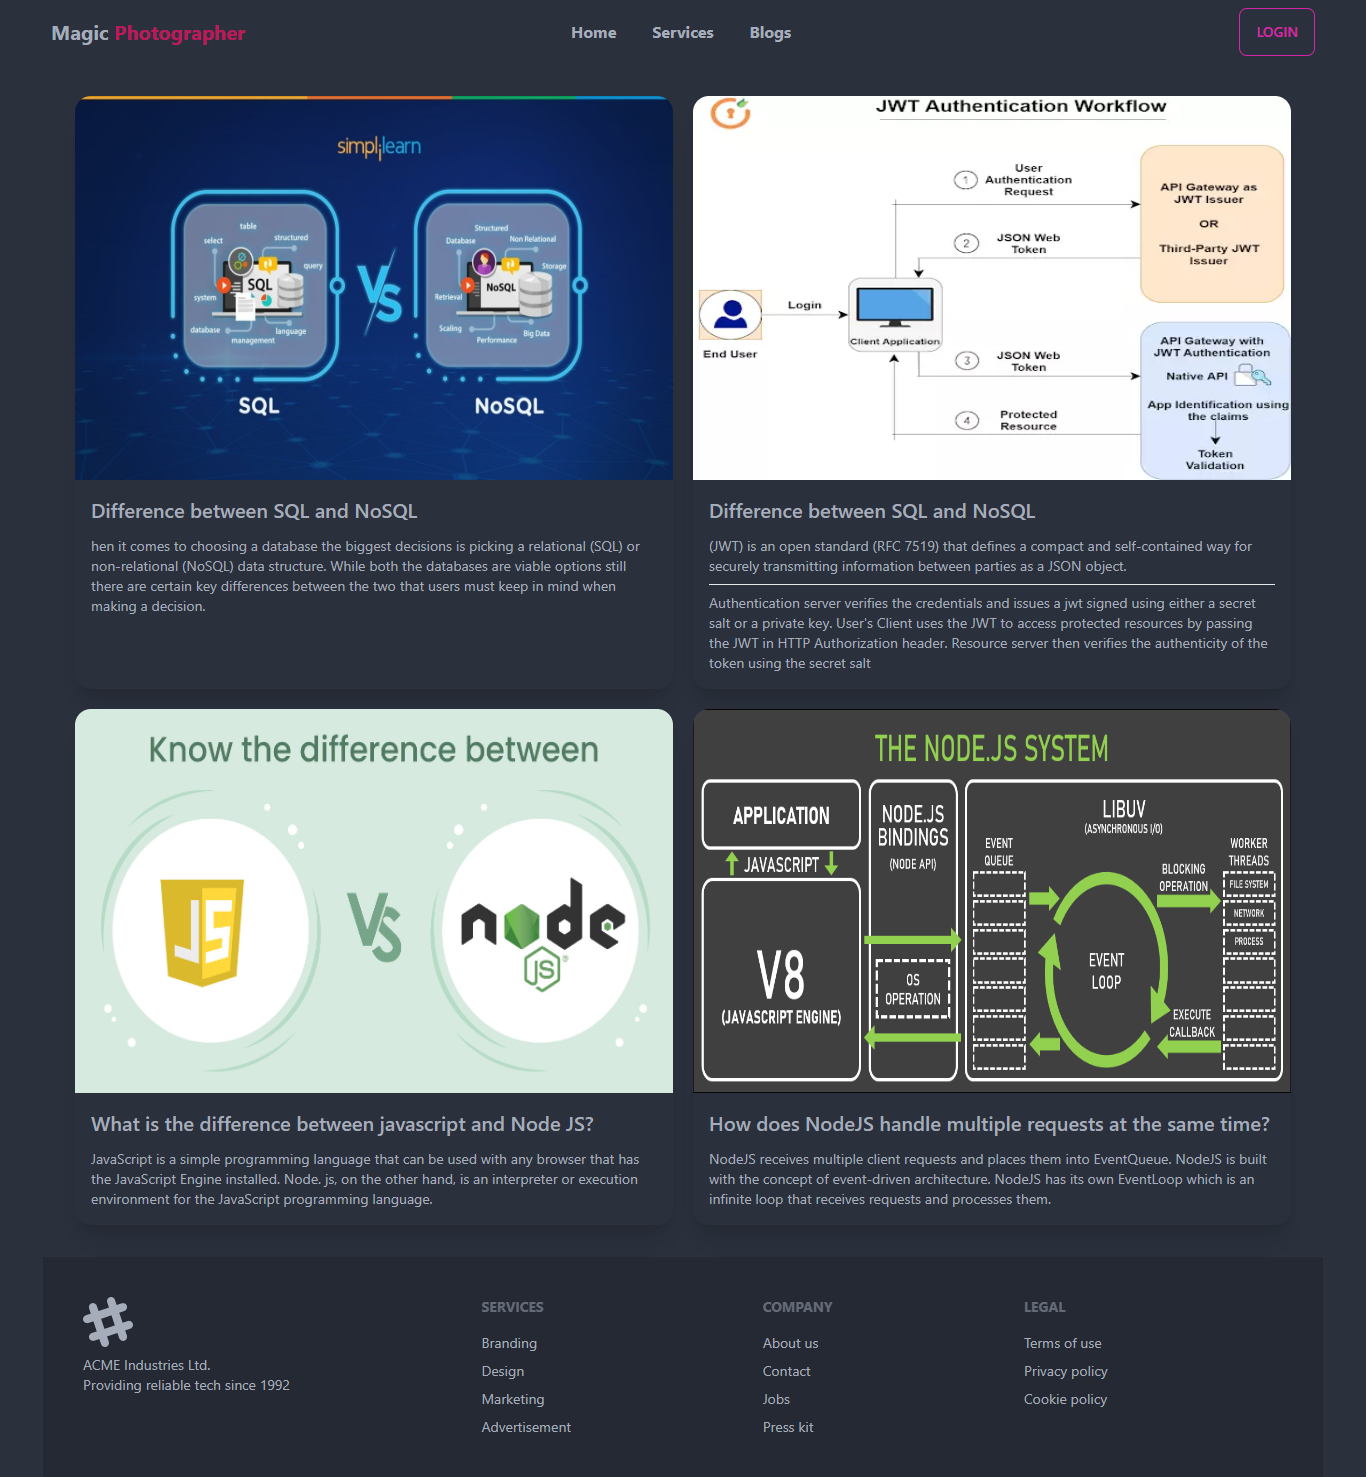 Magic Photographer
Home
Services
Blogs
LOGIN
simplilearn
table
select
structured
query
SQL
system
database
language
management
SQL
VS
Structured
Database
Non Relational
Storage
NoSQL
Retrieval
Scaling
Big Data
Performance
NoSQL
Difference between SQL and NoSQL
hen it comes to choosing a database the biggest decisions is picking a relational (SQL) or
non-relational (NoSQL) data structure. While both the databases are viable options still
there are certain key differences between the two that users must keep in mind when
making a decision.
JWT Authentication Workflow
1
User
Authentication
Request
API Gateway as
JWT Issuer
OR
Third-Party JWT
Issuer
2
JSON Web
Token
Login
End User
Client Application
3
JSON Web
Token
4
Protected
Resource
API Gateway with
JWT Authentication
Native API
App Identification using
the claims
Token
Validation
Difference between SQL and NoSQL
(JWT) is an open standard (RFC 7519) that defines a compact and self-contained way for
securely transmitting information between parties as a JSON object.
Authentication server verifies the credentials and issues a jwt signed using either a secret
salt or a private key. User's Client uses the JWT to access protected resources by passing
the JWT in HTTP Authorization header. Resource server then verifies the authenticity of the
token using the secret salt
Know the difference between
JS
VS
node
JS
®
What is the difference between javascript and Node JS?
JavaScript is a simple programming language that can be used with any browser that has
the JavaScript Engine installed. Node. js, on the other hand, is an interpreter or execution
environment for the JavaScript programming language.
THE NODE.JS SYSTEM
APPLICATION
JAVASCRIPT
V8
(JAVASCRIPT ENGINE)
NODE.JS
BINDINGS
(NODE API)
OS
OPERATION
LIBUV
(ASYNCHRONOUS I/O)
EVENT
QUEUE
EVENT
LOOP
BLOCKING
OPERATION
EXECUTE
CALLBACK
WORKER
THREADS
FILE SYSTEM
NETWORK
PROCESS
How does NodeJS handle multiple requests at the same time?
NodeJS receives multiple client requests and places them into EventQueue. NodeJS is built
with the concept of event-driven architecture. NodeJS has its own EventLoop which is an
infinite loop that receives requests and processes them.
ACME Industries Ltd.
Providing reliable tech since 1992
SERVICES
Branding
Design
Marketing
Advertisement
COMPANY
About us
Contact
Jobs
Press kit
LEGAL
Terms of use
Privacy policy
Cookie policy